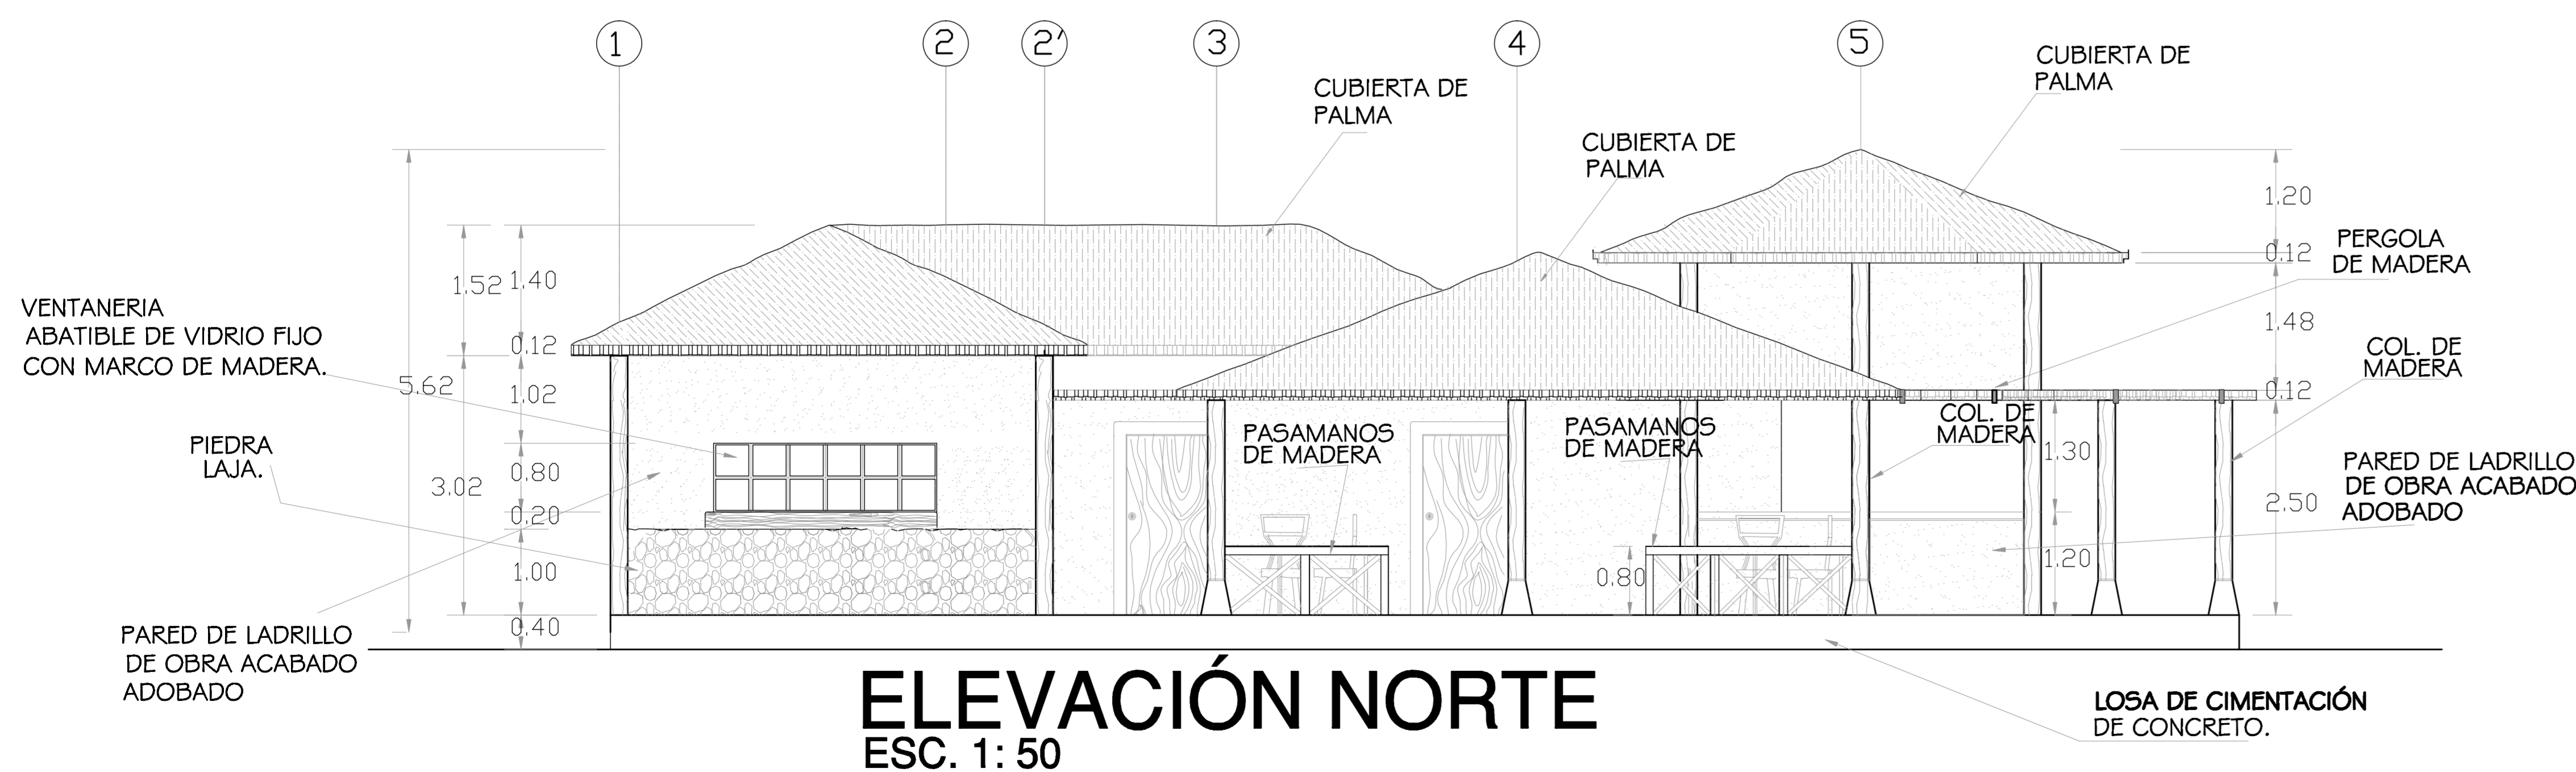 1
2
2'
3
4
5
CUBIERTA DE
PALMA
CUBIERTA DE
PALMA
CUBIERTA DE
PALMA
VENTANERIA
ABATIBLE DE VIDRIO FIJO
CON MARCO DE MADERA.
PIEDRA
LAJA.
PARED DE LADRILLO
DE OBRA ACABADO
ADOBADO
5.62
1.52
3.02
1.40
0.12
1.02
0.80
0.20
1.00
0.40
PASAMANOS
DE MADERA
PASAMANOS
DE MADERA
0.80
COL. DE
MADERA
1.30
1.20
1.20
0.12
1.48
0.12
2.50
PERGOLA
DE MADERA
COL. DE
MADERA
PARED DE LADRILLO
DE OBRA ACABADO
ADOBADO
LOSA DE CIMENTACIÓN
DE CONCRETO.
ELEVACIÓN NORTE
ESC. 1: 50